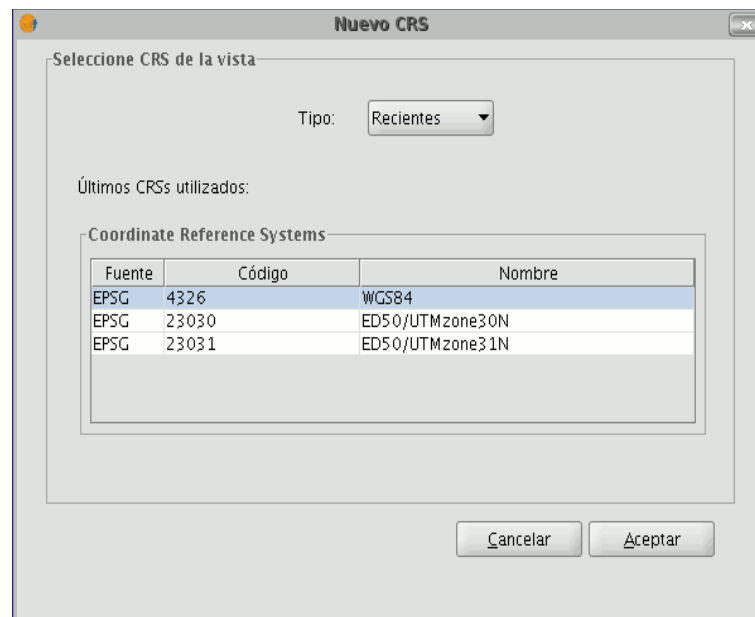 Nuevo CRS
Seleccione CRS de la vista
Tipo: Recientes
Últimos CRSs utilizados:
Coordinate Reference Systems
Fuente Código Nombre
EPSG 4326 WGS84
EPSG 23030 ED50/UTMzone30N
EPSG 23031 ED50/UTMzone31N
Cancelar Aceptar